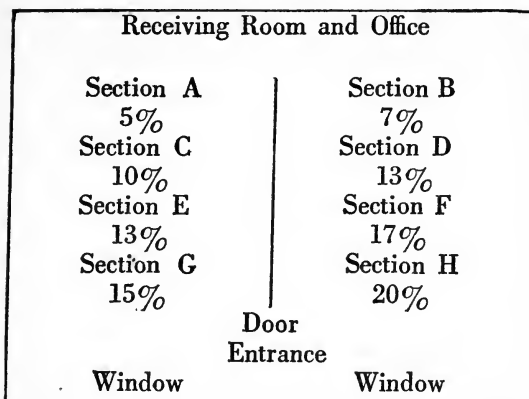 Receiving Room and Office
Section A Section B
5% 7%
Section C Section D
10% 13%
Section E Section F
13% 17%
Section G Section H
15% 20%
Door
Entrance
Window Window